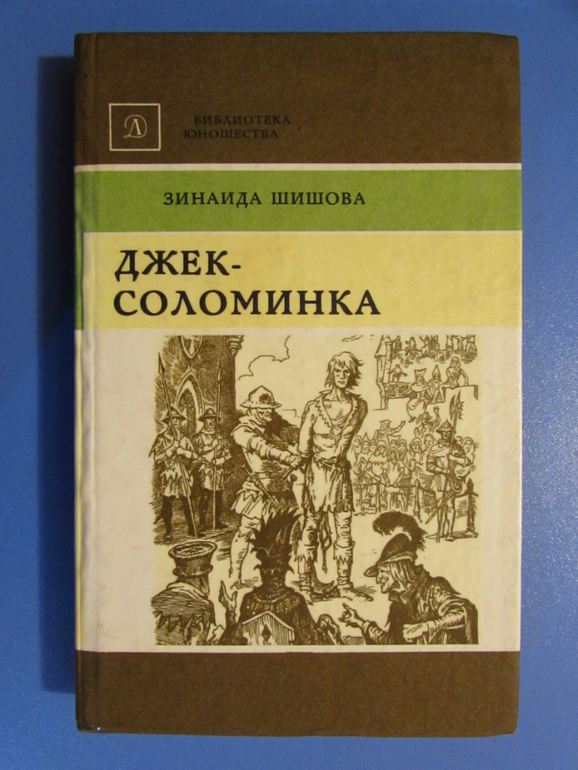 Д
БИБЛИОТЕКА
ЮНОШЕСТВА
ЗИНАИДА ШИШОВА
ДЖЕК-
СОЛОМИНКА